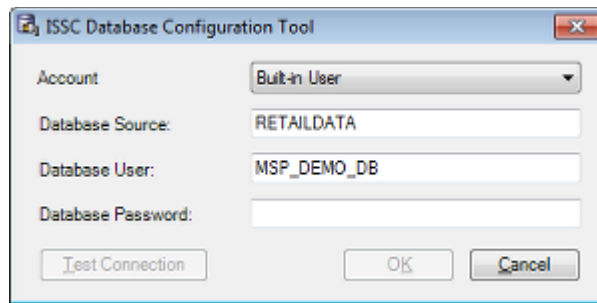 ISSC Database Configuration Tool
Account Built-in User
Database Source: RETAILDATA
Database User: MSP_DEMO_DB
Database Password:
Test Connection OK Cancel